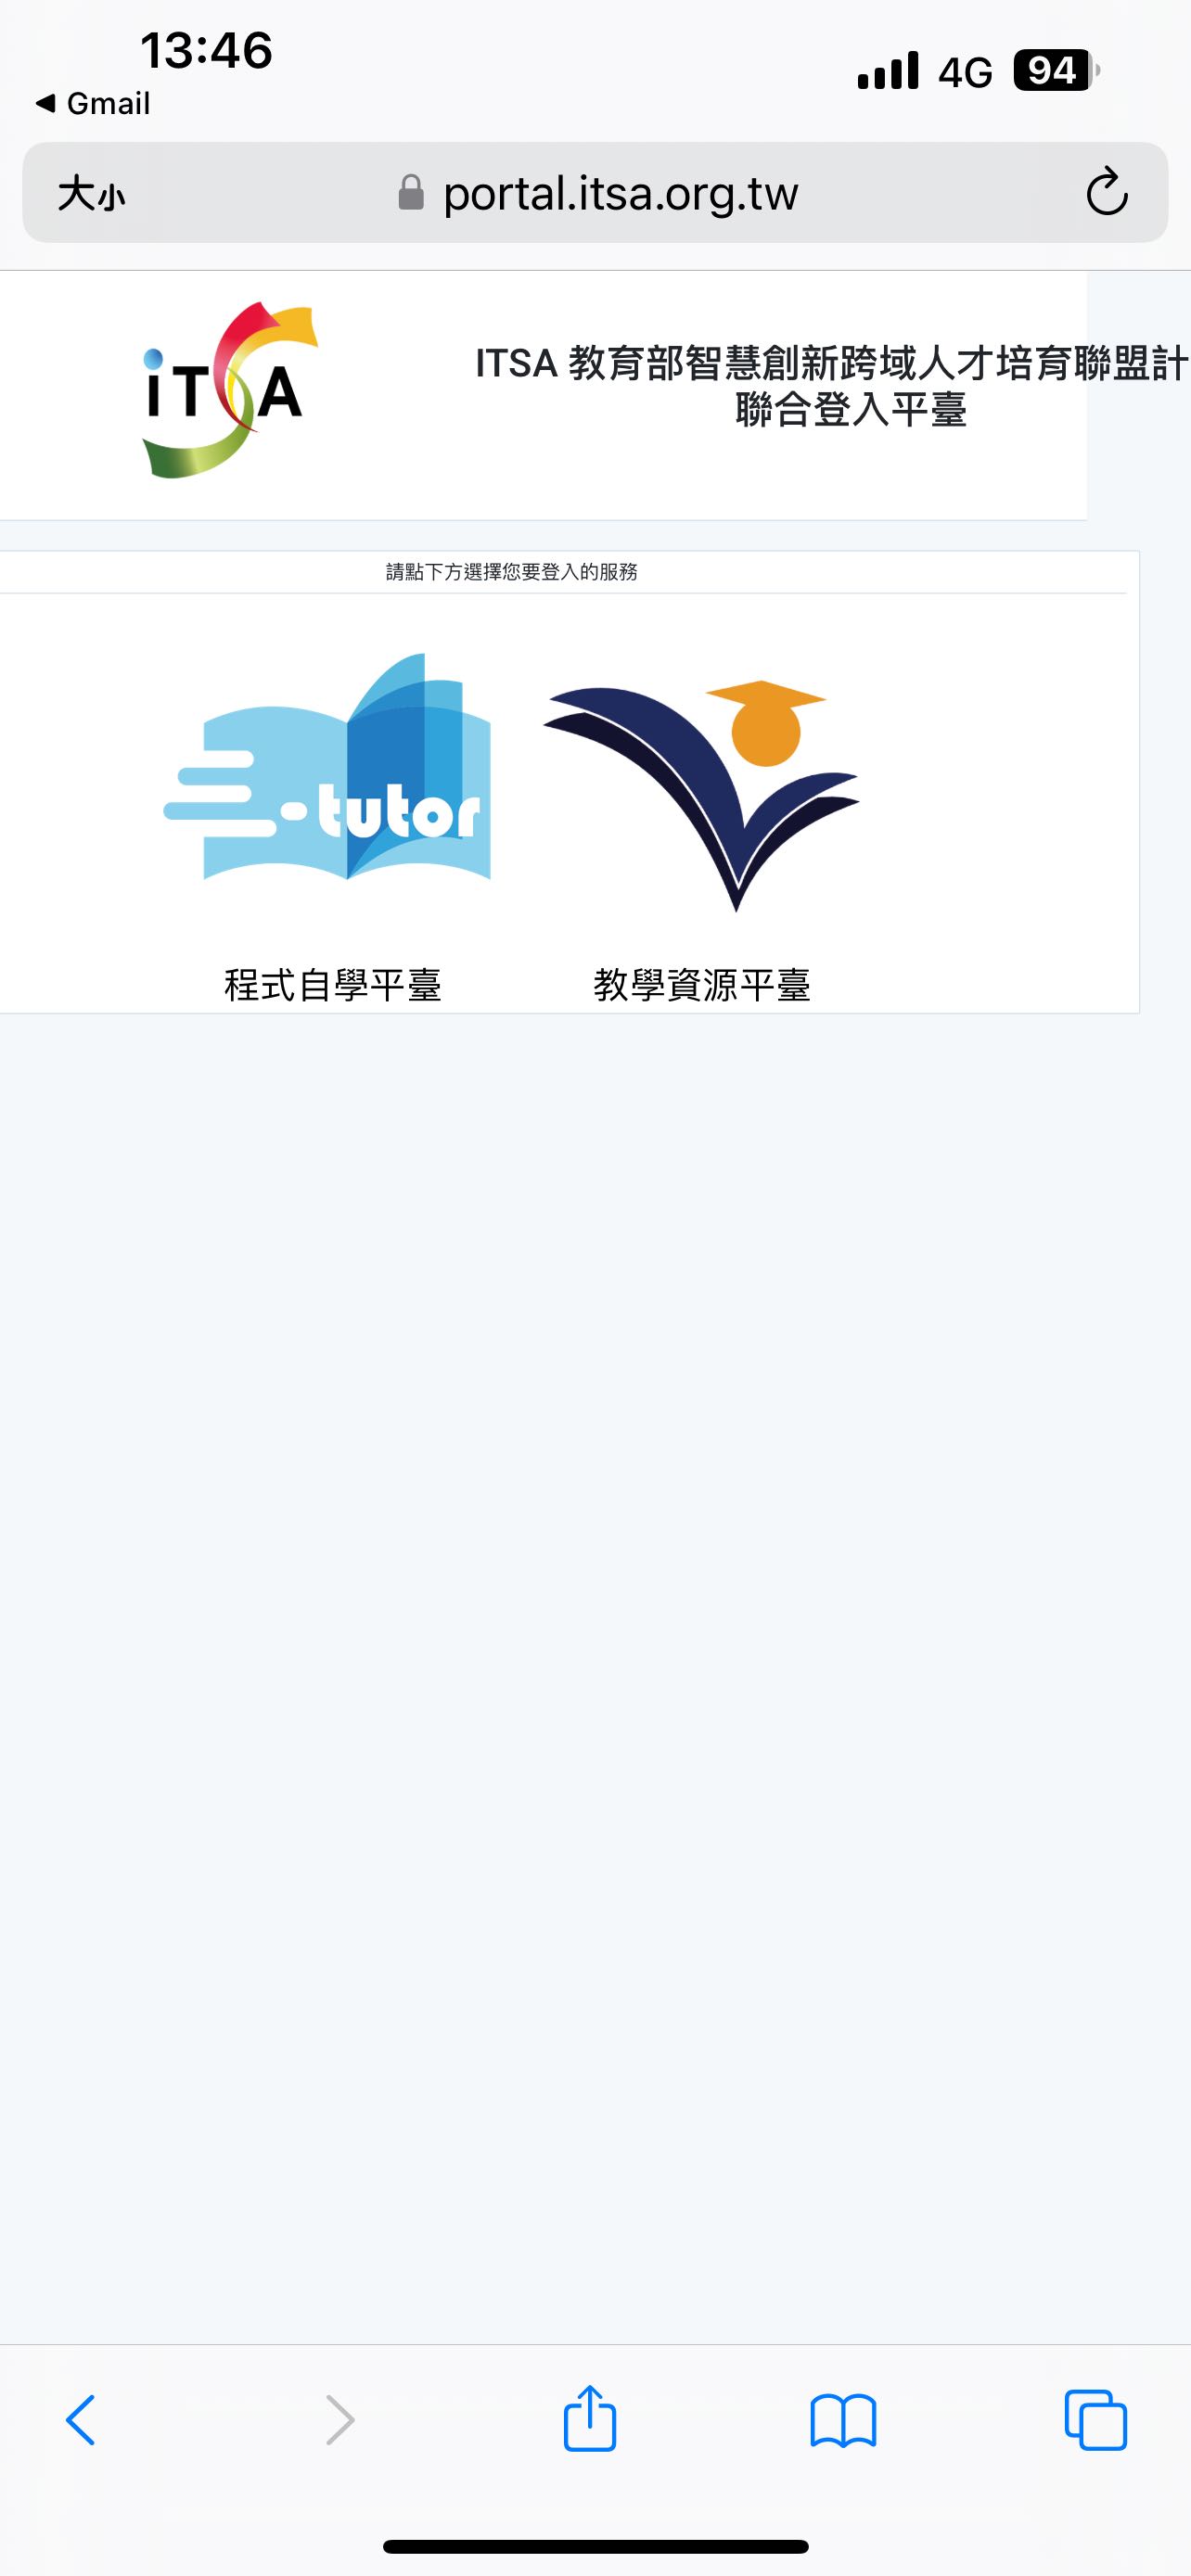 13:46
4G 94
◀ Gmail
大小 portal.itsa.org.tw
iTSA
ITSA 教育部智慧創新跨域人才培育聯盟計
聯合登入平臺
請點下方選擇您要登入的服務
-tutor
程式自學平臺 教學資源平臺